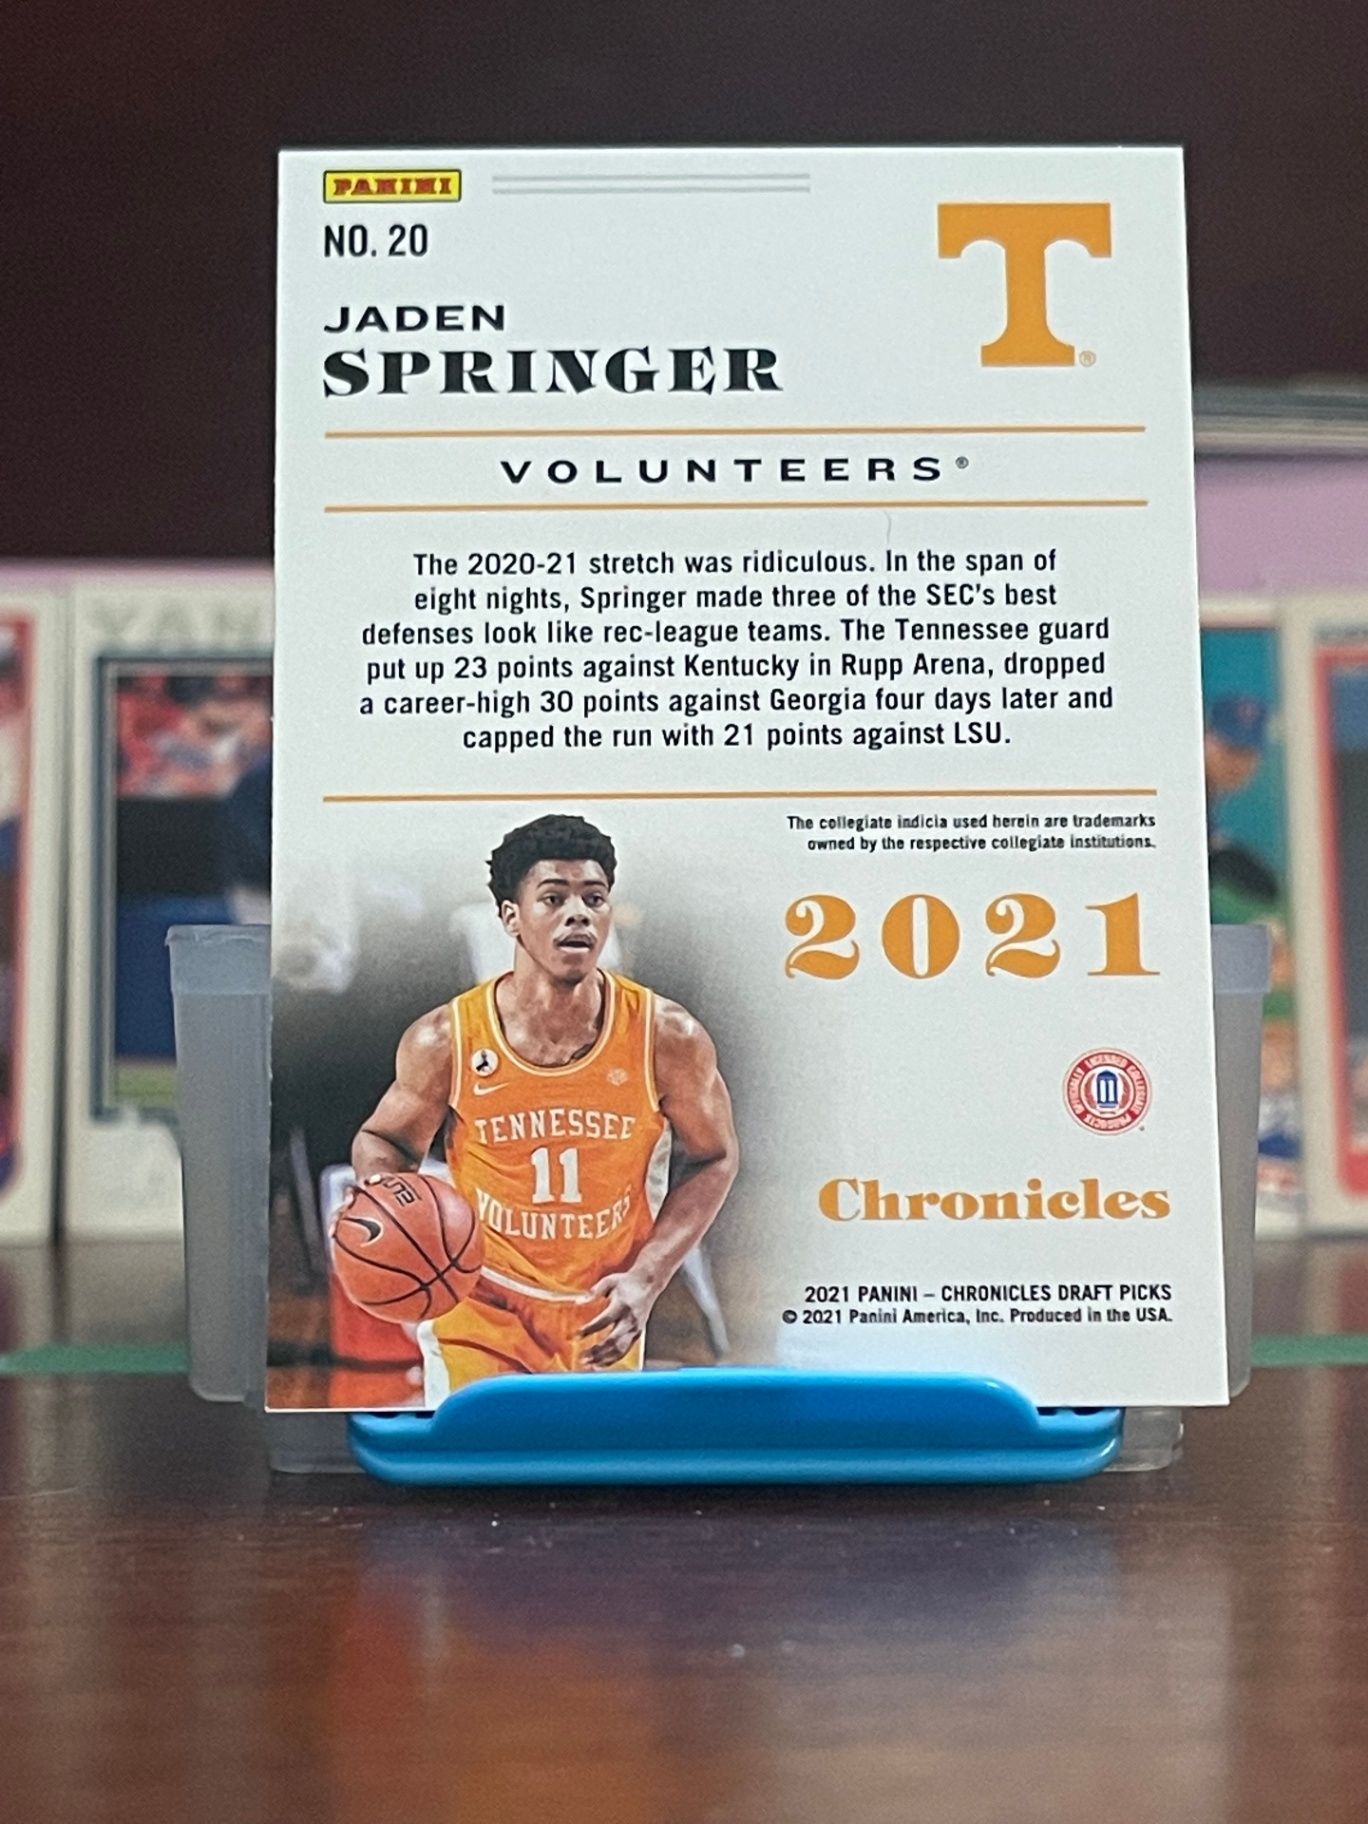 PANINI
NO. 20
T®
JADEN
SPRINGER
VOLUNTEERS®
The 2020-21 stretch was ridiculous. In the span of
eight nights, Springer made three of the SEC's best
defenses look like rec-league teams. The Tennessee guard
put up 23 points against Kentucky in Rupp Arena, dropped
a career-high 30 points against Georgia four days later and
capped the run with 21 points against LSU.
The collegiate indicia used herein are trademarks
owned by the respective collegiate institutions.
2021
TENNESSEE
11
VOLUNTEERS
OFFICIALLY LICENSED COLLEGIATE PRODUCTS
Chronicles
2021 PANINI – CHRONICLES DRAFT PICKS
© 2021 Panini America, Inc. Produced in the USA.